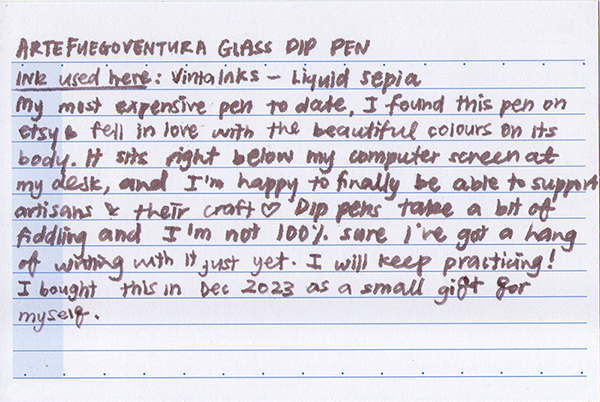 ARTEFUEGOVENTURA GLASS DIP PEN
Ink used here: Vinta Inks - Liquid Sepia
My most expensive pen to date, I found this pen on
etsy & fell in love with the beautiful colours on its
body. It sits right below my computer screen at
my desk, and I'm happy to finally be able to support
artisans & their craft ♡ Dip pens take a bit of
fiddling and I'm not 100% sure I've got a hang
of writing with it just yet. I will keep practicing!
I bought this in Dec 2023 as a small gift for
myself.